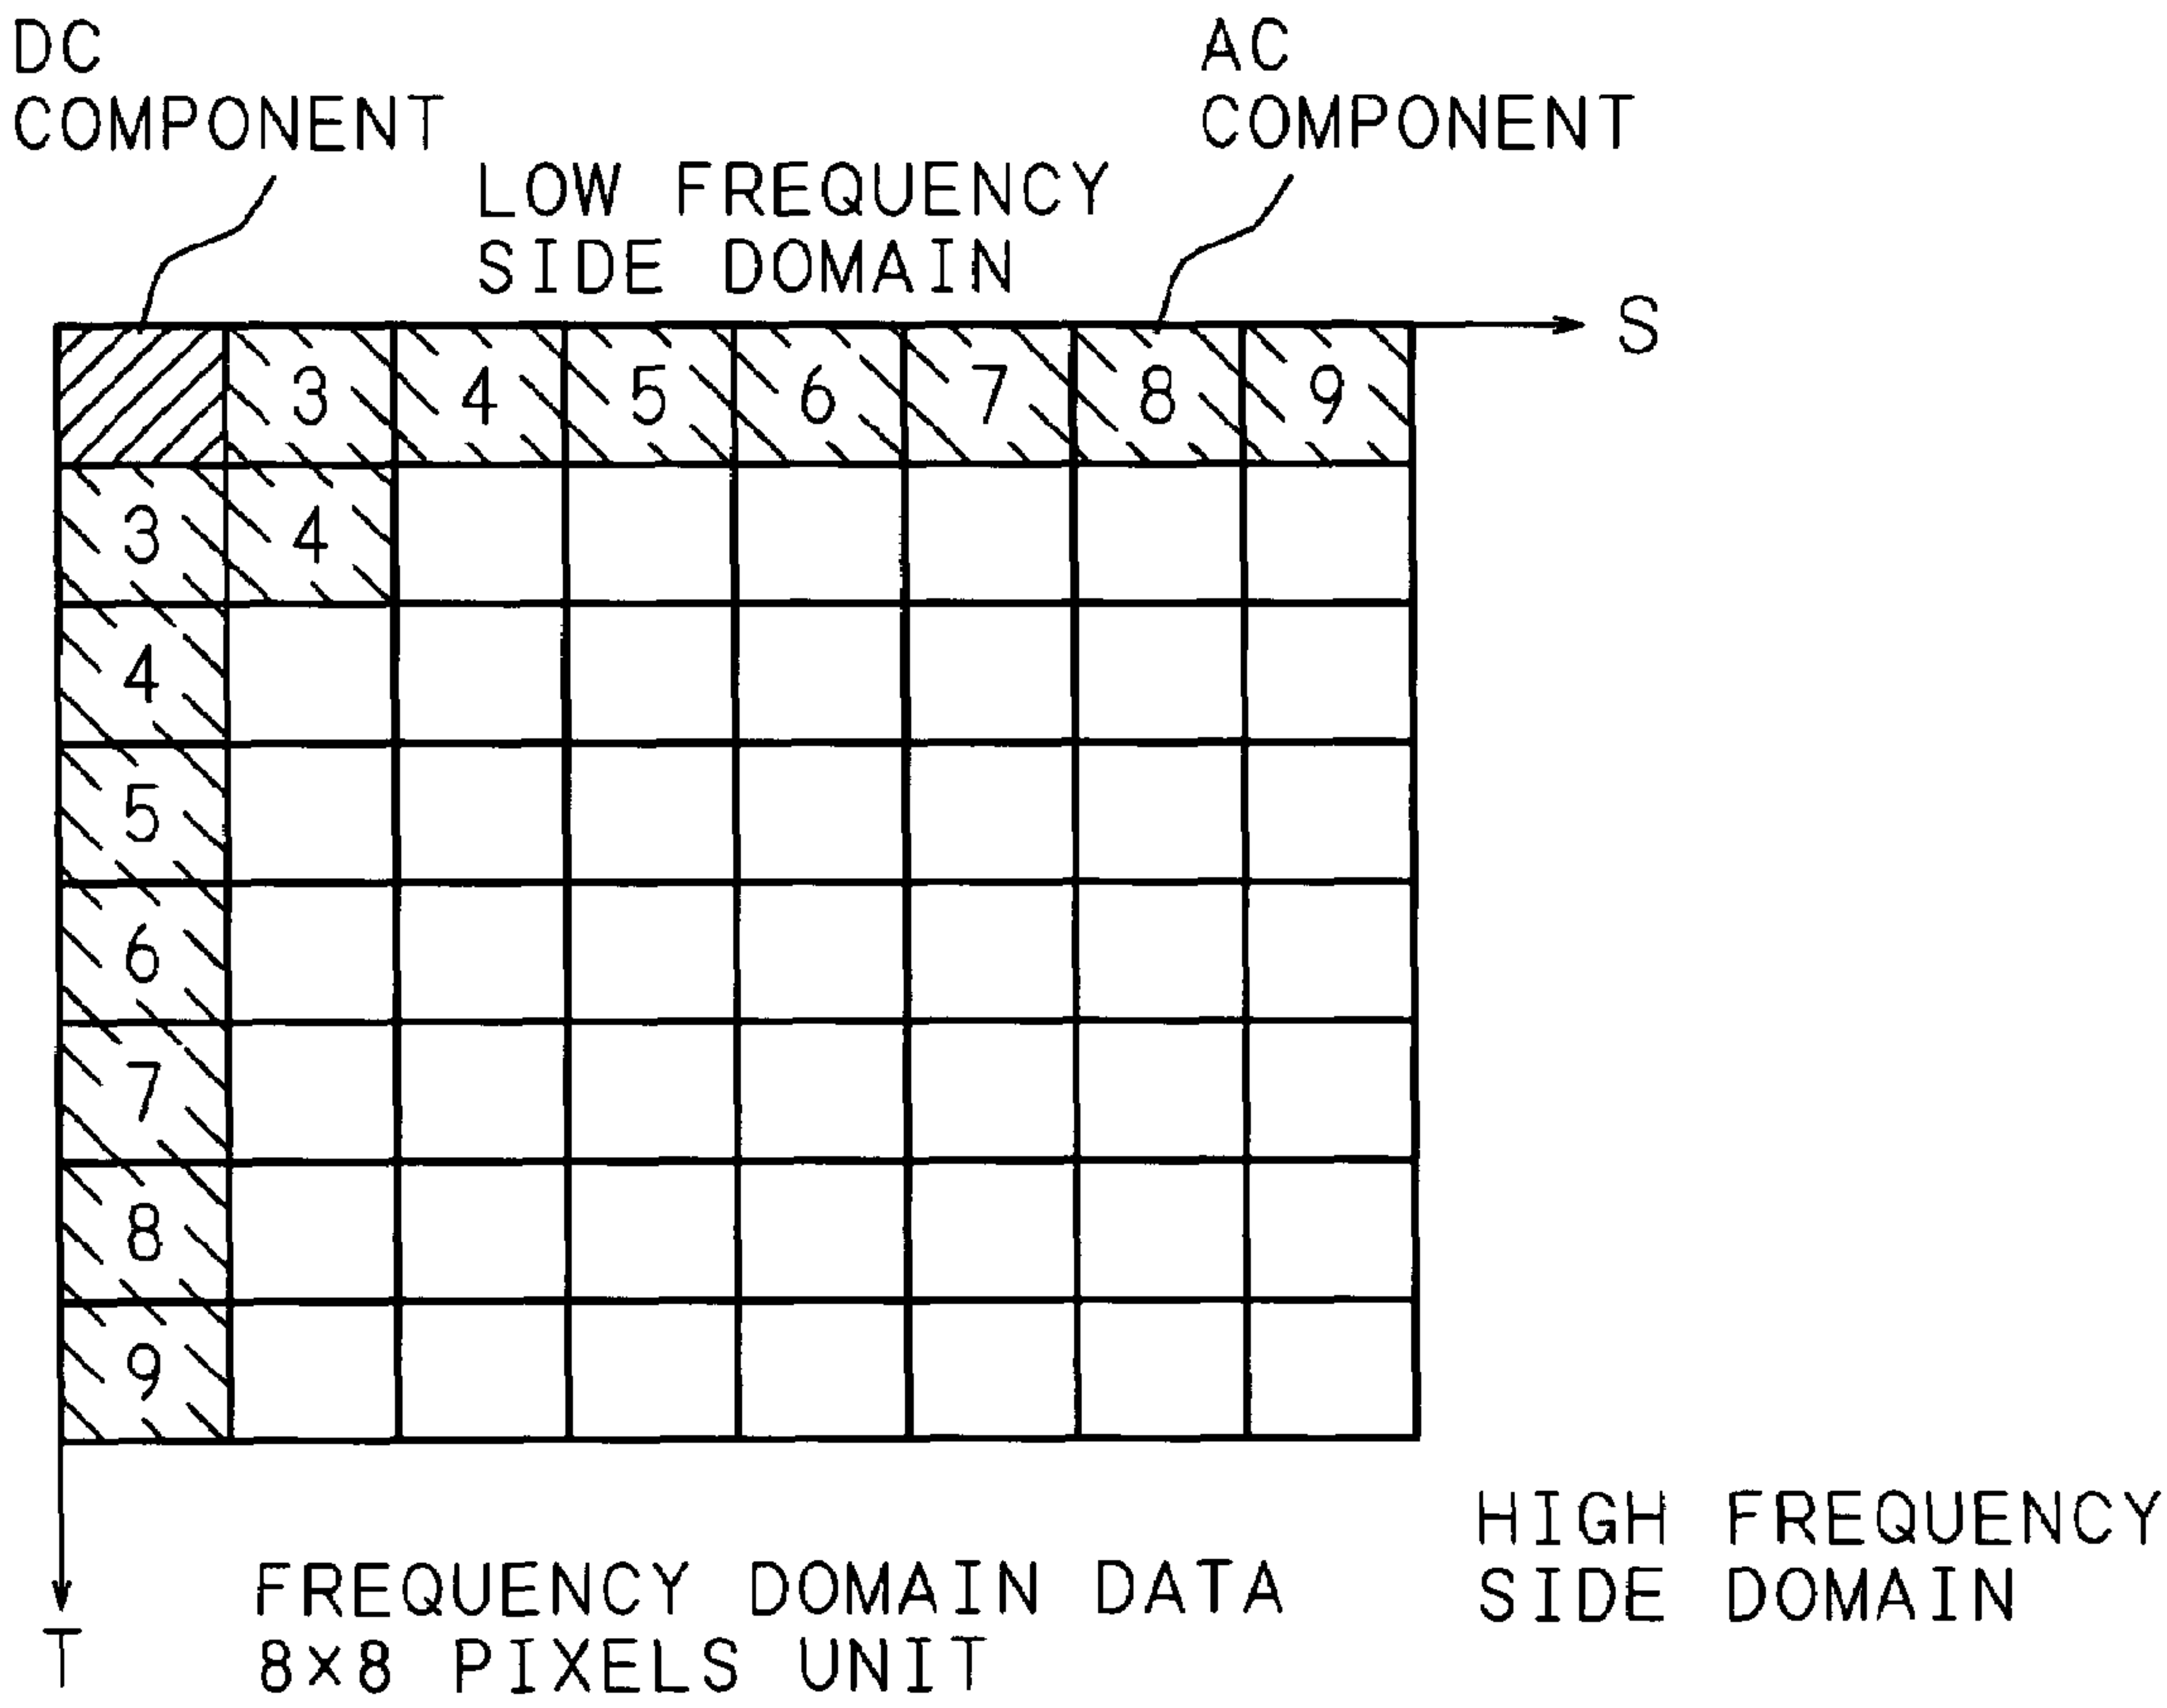 DC
COMPONENT
AC
COMPONENT
LOW FREQUENCY
SIDE DOMAIN
S
3 4 5 6 7 8 9
3 4
4
5
6
7
8
9
HIGH FREQUENCY
SIDE DOMAIN
T
FREQUENCY DOMAIN DATA
8×8 PIXELS UNIT